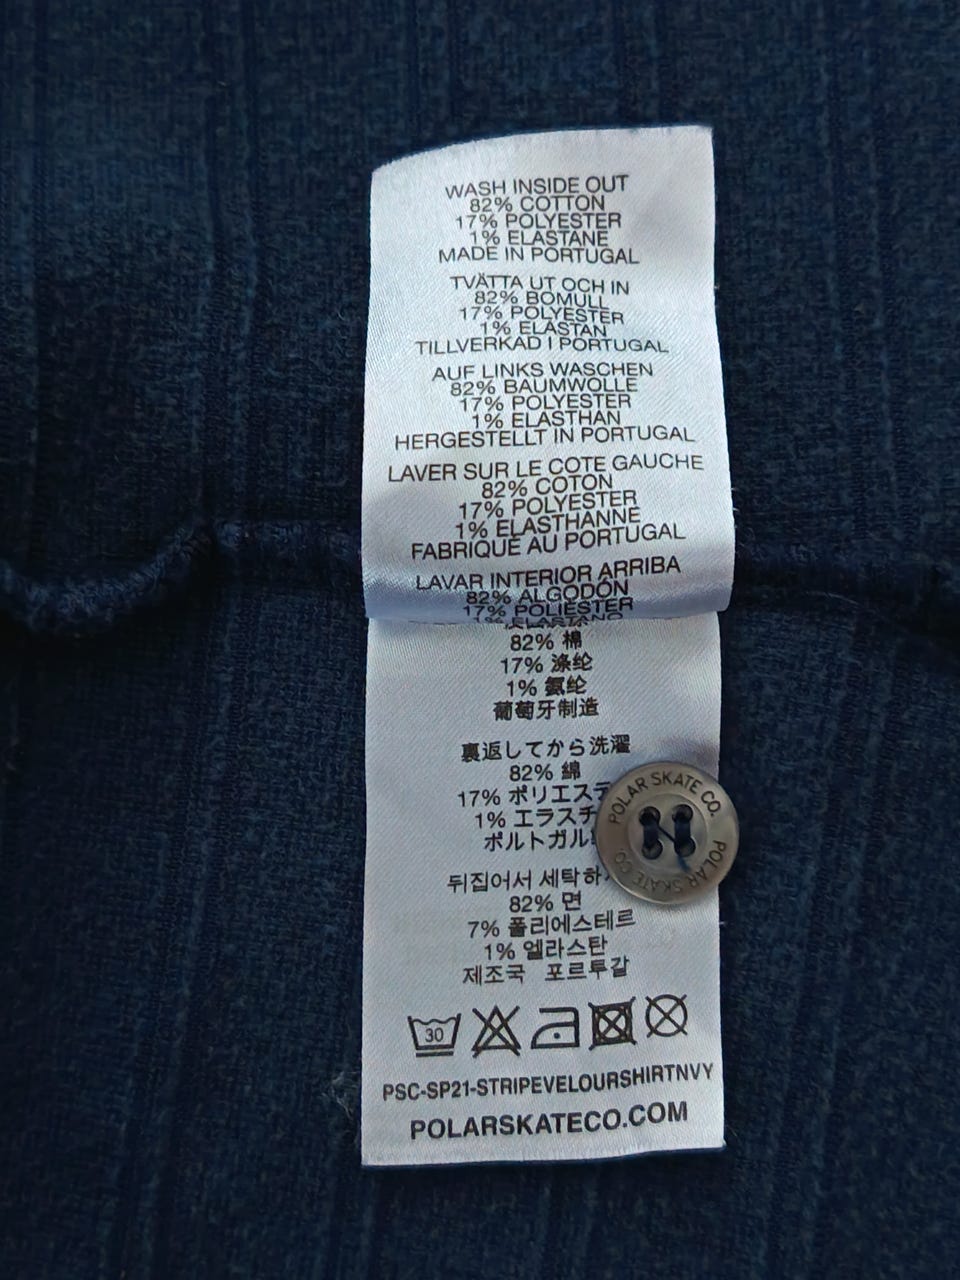 WASH INSIDE OUT
82% COTTON
17% POLYESTER
1% ELASTANE
MADE IN PORTUGAL
TVÄTTA UT OCH IN
82% BOMULL
17% POLYESTER
1% ELASTAN
TILLVERKAD I PORTUGAL
AUF LINKS WASCHEN
82% BAUMWOLLE
17% POLYESTER
1% ELASTHAN
HERGESTELLT IN PORTUGAL
LAVER SUR LE COTE GAUCHE
82% COTON
17% POLYESTER
1% ELASTHANNE
FABRIQUE AU PORTUGAL
LAVAR INTERIOR ARRIBA
82% ALGODÓN
17% POLIÉSTER
1% ELASTANO
82% 棉
17% 涤纶
1% 氨纶
葡萄牙制造
裏返してから洗濯
82% 綿
17% ポリエステ
1% エラスチ
ポルトガル
뒤집어서 세탁하
82% 면
7% 폴리에스테르
1% 엘라스탄
제조국 포르투갈
30
PSC-SP21-STRIPEVELOURSHIRTNVY
POLARSKATECO.COM
POLAR SKATE CO.
POLAR SKATE CO.